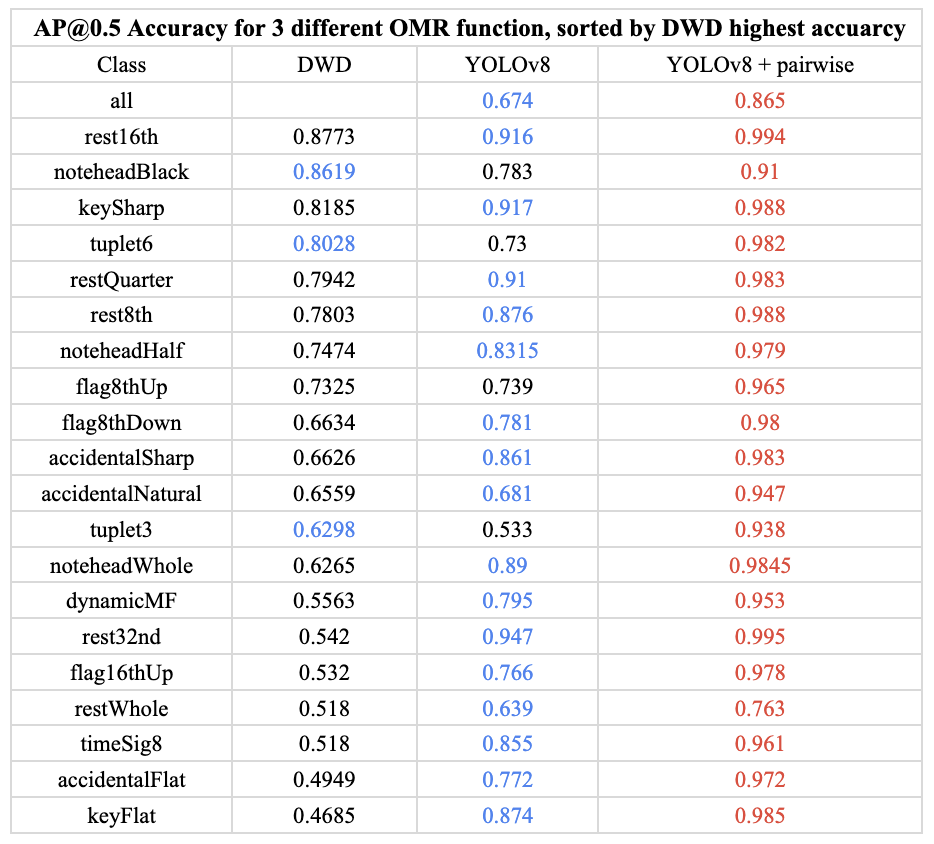 AP@0.5 Accuracy for 3 different OMR function, sorted by DWD highest accuarcy
Class DWD YOLOv8 YOLOv8 + pairwise
all 0.674 0.865
rest16th 0.8773 0.916 0.994
noteheadBlack 0.8619 0.783 0.91
keySharp 0.8185 0.917 0.988
tuplet6 0.8028 0.73 0.982
restQuarter 0.7942 0.91 0.983
rest8th 0.7803 0.876 0.988
noteheadHalf 0.7474 0.8315 0.979
flag8thUp 0.7325 0.739 0.965
flag8thDown 0.6634 0.781 0.98
accidentalSharp 0.6626 0.861 0.983
accidentalNatural 0.6559 0.681 0.947
tuplet3 0.6298 0.533 0.938
noteheadWhole 0.6265 0.89 0.9845
dynamicMF 0.5563 0.795 0.953
rest32nd 0.542 0.947 0.995
flag16thUp 0.532 0.766 0.978
restWhole 0.518 0.639 0.763
timeSig8 0.518 0.855 0.961
accidentalFlat 0.4949 0.772 0.972
keyFlat 0.4685 0.874 0.985